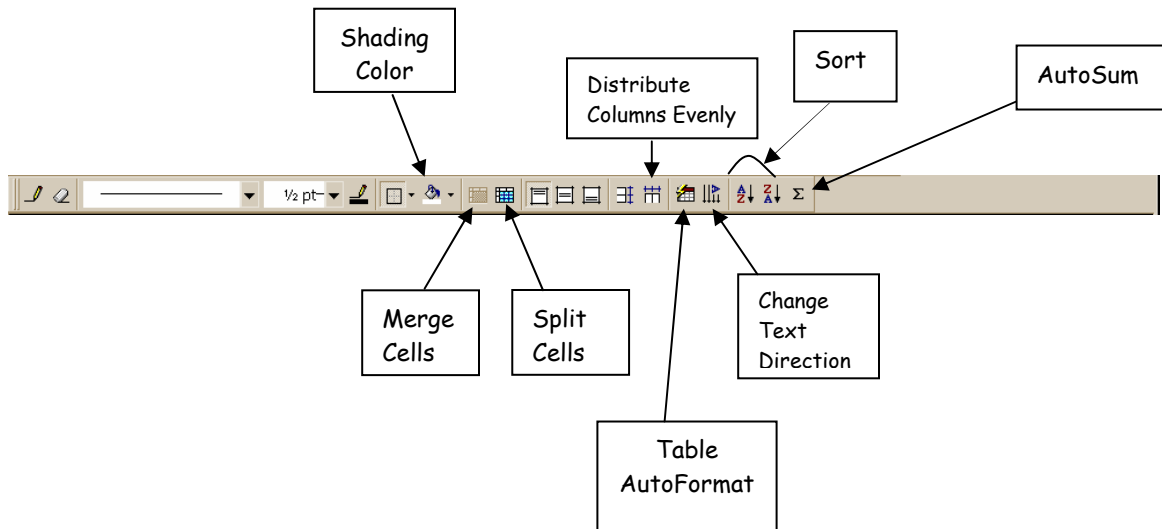 Shading
Color
Distribute
Columns Evenly
Sort
AutoSum
½ pt
A
Z
Z
A
Σ
Merge
Cells
Split
Cells
Change
Text
Direction
Table
AutoFormat